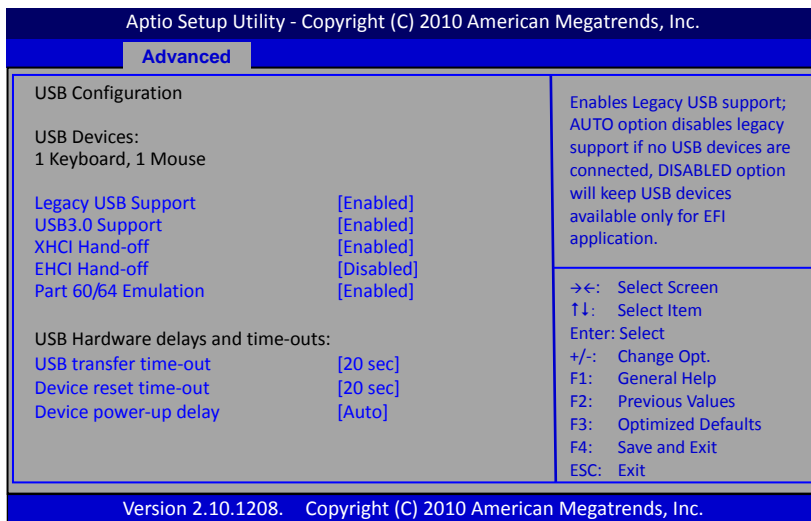 Aptio Setup Utility - Copyright (C) 2010 American Megatrends, Inc.
Advanced
USB Configuration
USB Devices:
1 Keyboard, 1 Mouse
Legacy USB Support [Enabled]
USB3.0 Support [Enabled]
XHCI Hand-off [Enabled]
EHCI Hand-off [Disabled]
Part 60/64 Emulation [Enabled]
USB Hardware delays and time-outs:
USB transfer time-out [20 sec]
Device reset time-out [20 sec]
Device power-up delay [Auto]
Enables Legacy USB support;
AUTO option disables legacy
support if no USB devices are
connected, DISABLED option
will keep USB devices
available only for EFI
application.
→←: Select Screen
↑↓: Select Item
Enter: Select
+/-: Change Opt.
F1: General Help
F2: Previous Values
F3: Optimized Defaults
F4: Save and Exit
ESC: Exit
Version 2.10.1208. Copyright (C) 2010 American Megatrends, Inc.